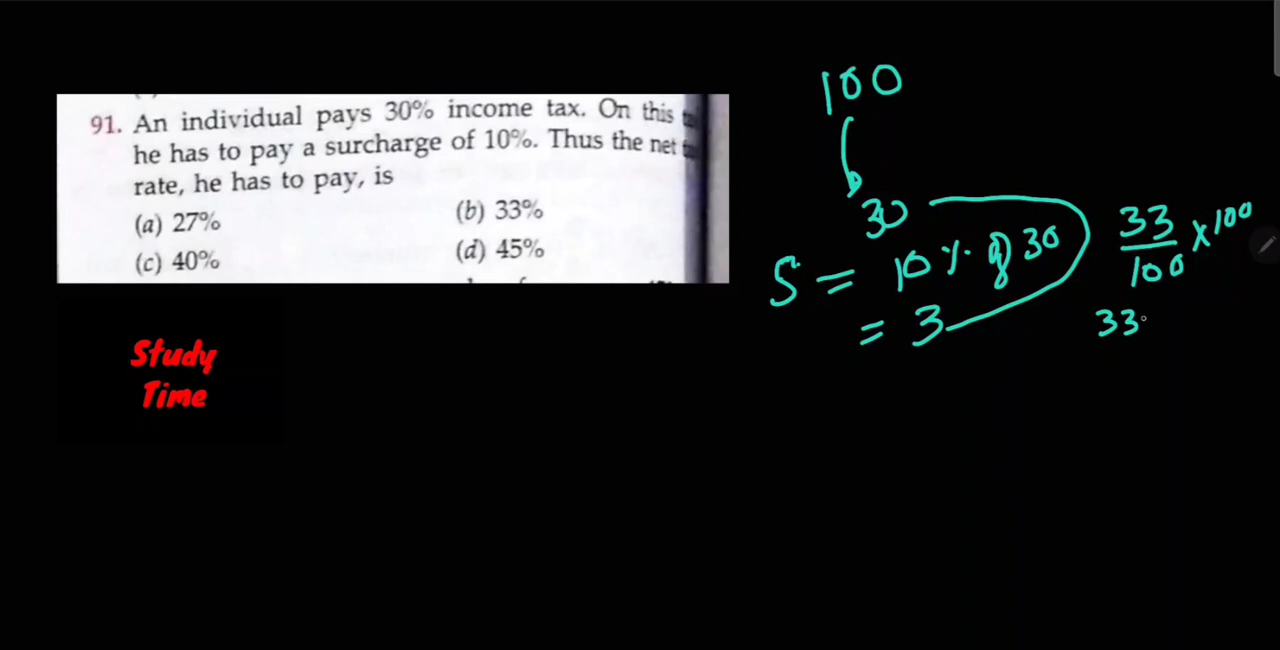 91. An individual pays 30% income tax. On this
he has to pay a surcharge of 10%. Thus the net
rate, he has to pay, is
(a) 27%
(b) 33%
(c) 40%
(d) 45%
Study
Time
100
30
S = 10% of 30
= 3
33/100 × 100
33